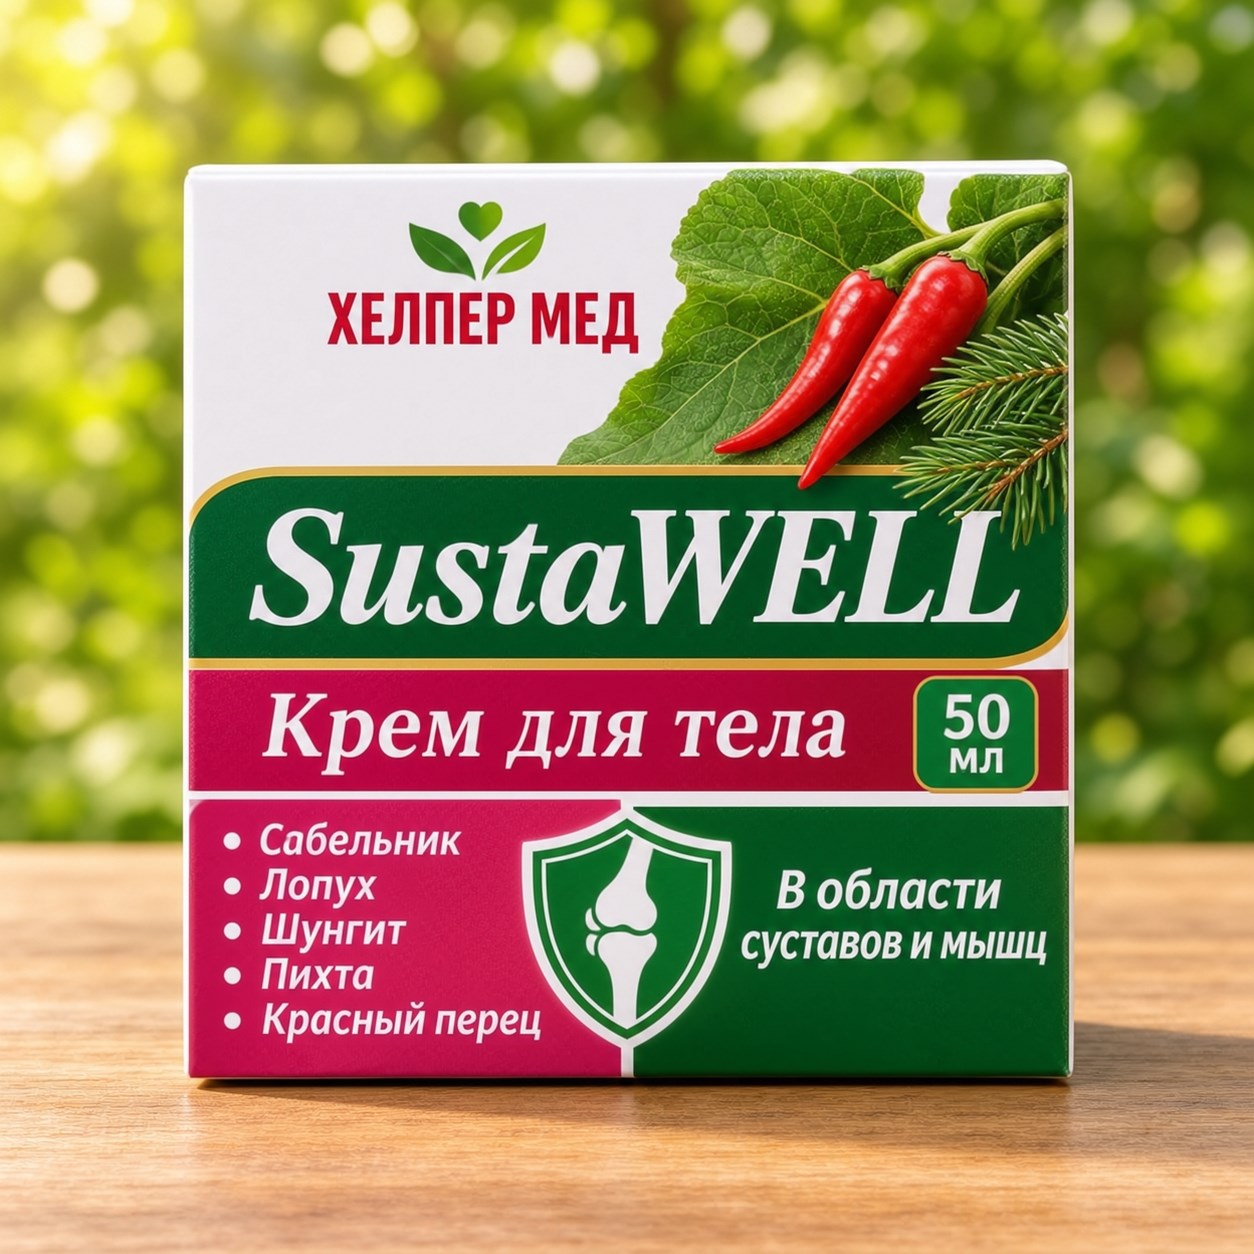 ХЕЛПЕР МЕД
SustaWELL
Крем для тела
50
мл
• Сабельник
• Лопух
• Шунгит
• Пихта
• Красный перец
В области
суставов и мышц